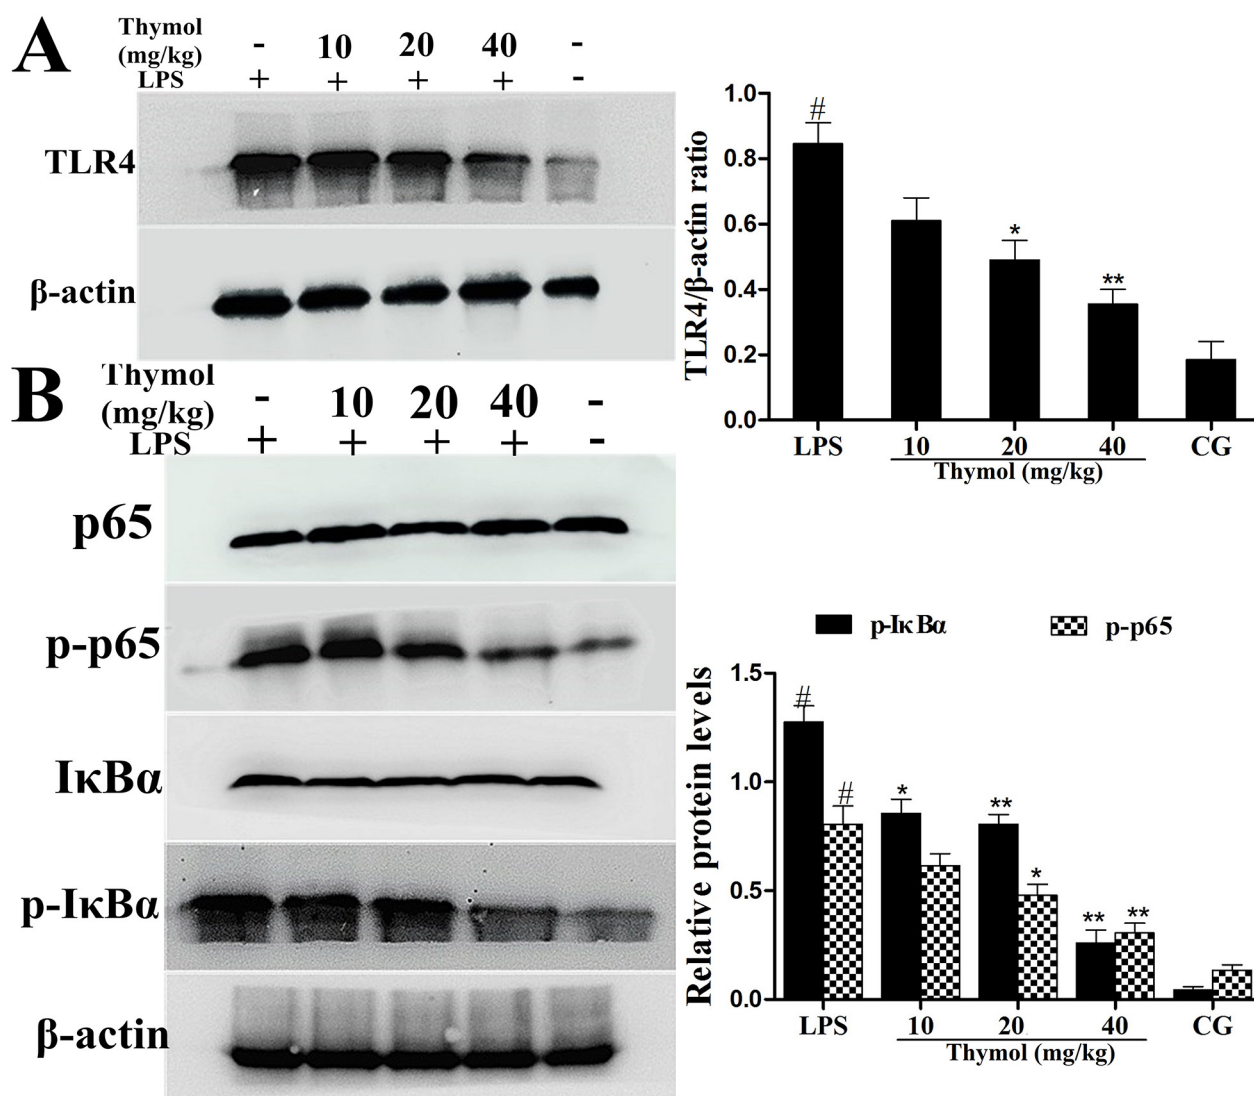 A
Thymol
(mg/kg)
- 10 20 40 -
LPS + + + + -
TLR4
β-actin
1.0
0.8
0.6
0.4
0.2
0.0
TLR4/β-actin ratio
#
*
**
LPS 10 20 40 CG
Thymol (mg/kg)
B
Thymol
(mg/kg)
- 10 20 40 -
LPS + + + + -
p65
p-p65
IκBα
p-IκBα
β-actin
p-IκBα p-p65
1.5
1.0
0.5
0.0
Relative protein levels
#
#
*
**
*
** **
LPS 10 20 40 CG
Thymol (mg/kg)